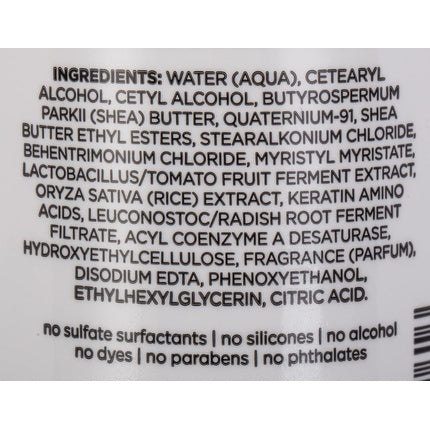 INGREDIENTS: WATER (AQUA), CETEARYL
ALCOHOL, CETYL ALCOHOL, BUTYROSPERMUM
PARKII (SHEA) BUTTER, QUATERNIUM-91, SHEA
BUTTER ETHYL ESTERS, STEARALKONIUM CHLORIDE,
BEHENTRIMONIUM CHLORIDE, MYRISTYL MYRISTATE,
LACTOBACILLUS/TOMATO FRUIT FERMENT EXTRACT,
ORYZA SATIVA (RICE) EXTRACT, KERATIN AMINO
ACIDS, LEUCONOSTOC/RADISH ROOT FERMENT
FILTRATE, ACYL COENZYME A DESATURASE,
HYDROXYETHYLCELLULOSE, FRAGRANCE (PARFUM),
DISODIUM EDTA, PHENOXYETHANOL,
ETHYLHEXYLGLYCERIN, CITRIC ACID.
no sulfate surfactants | no silicones | no alcohol
no dyes | no parabens | no phthalates